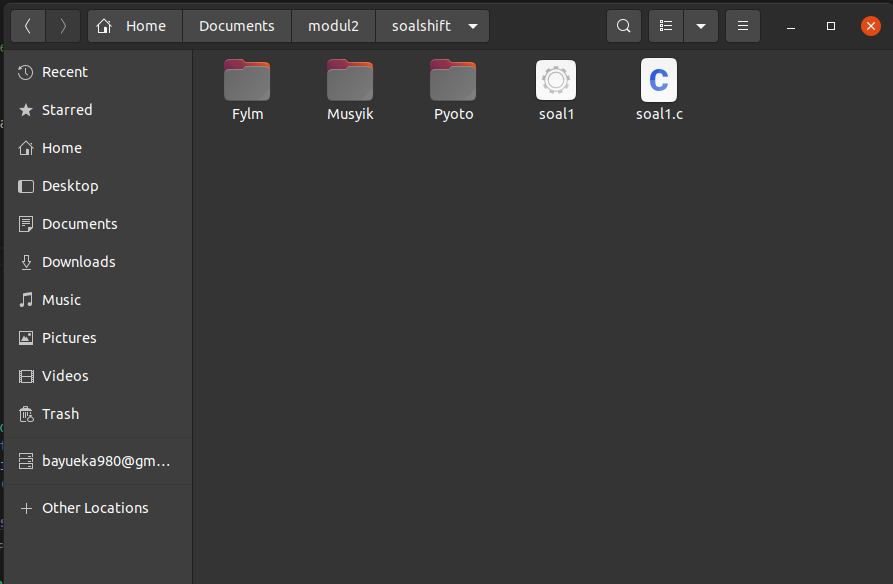 Home Documents modul2 soalshift
Recent
Starred
Home
Desktop
Documents
Downloads
Music
Pictures
Videos
Trash
bayueka980@gm...
Other Locations
Fylm Musyik Pyoto soal1 soal1.c